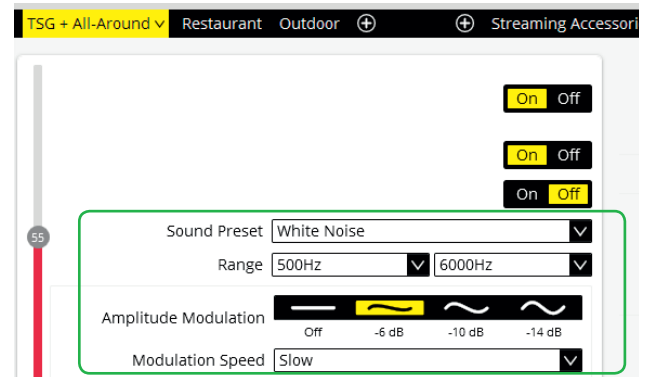 TSG + All-Around Restaurant Outdoor Streaming Accessori
On Off
On Off
On Off
55
Sound Preset White Noise
Range 500Hz 6000Hz
Amplitude Modulation
Off -6 dB -10 dB -14 dB
Modulation Speed Slow